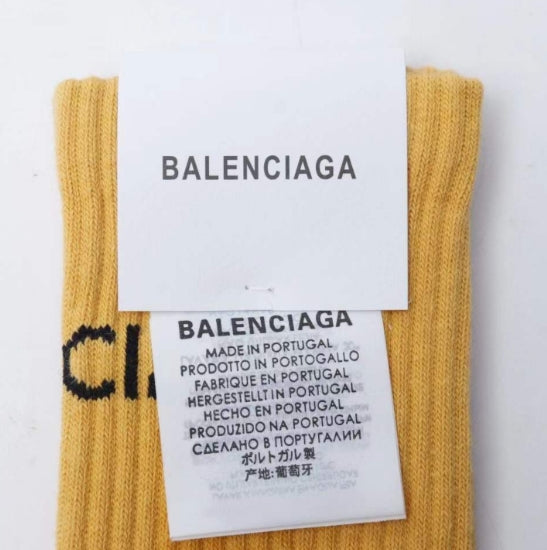 BALENCIAGA
BALENCIAGA
MADE IN PORTUGAL
PRODOTTO IN PORTOGALLO
FABRIQUE EN PORTUGAL
HERGESTELLT IN PORTUGAL
HECHO EN PORTUGAL
PRODUZIDO NA PORTUGAL
СДЕЛАНО В ПОРТУГАЛИИ
ポルトガル製
产地:葡萄牙